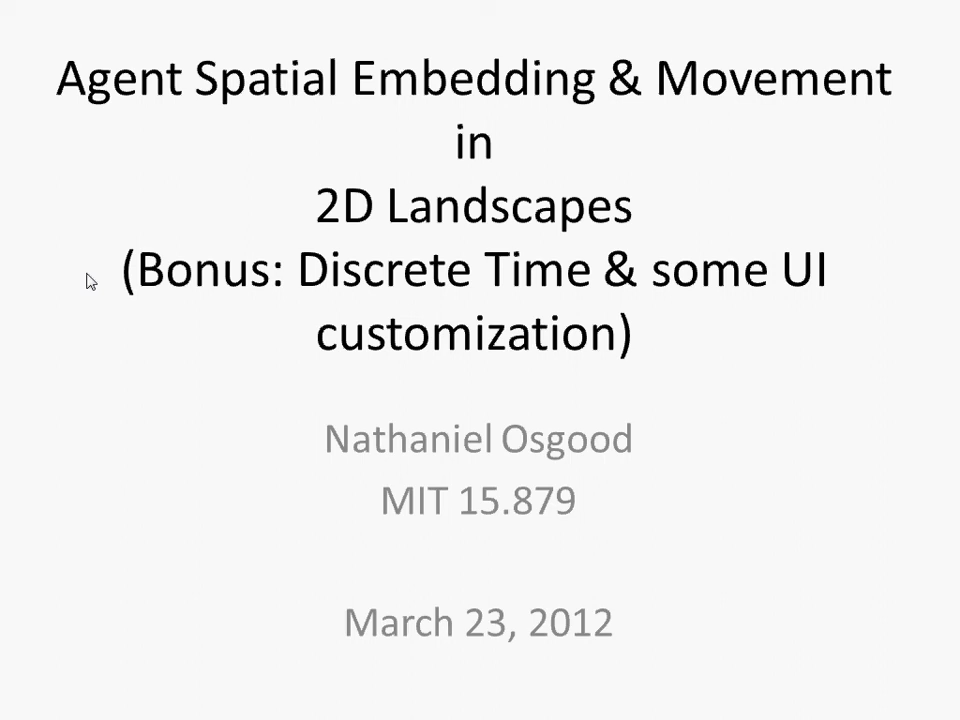 Agent Spatial Embedding & Movement
in
2D Landscapes
(Bonus: Discrete Time & some UI
customization)
Nathaniel Osgood
MIT 15.879
March 23, 2012